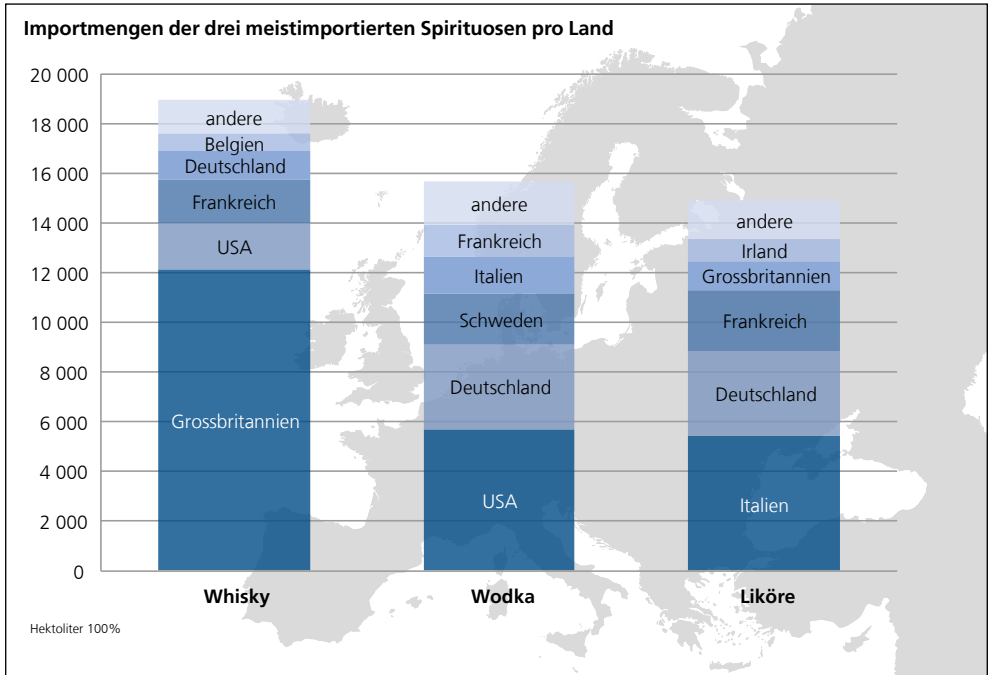 Importmengen der drei meistimportierten Spirituosen pro Land
20 000
18 000
16 000
14 000
12 000
10 000
8 000
6 000
4 000
2 000
0
andere
Belgien
Deutschland
Frankreich
USA
Grossbritannien
Whisky
andere
Frankreich
Italien
Schweden
Deutschland
USA
Wodka
andere
Irland
Grossbritannien
Frankreich
Deutschland
Italien
Liköre
Hektoliter 100%